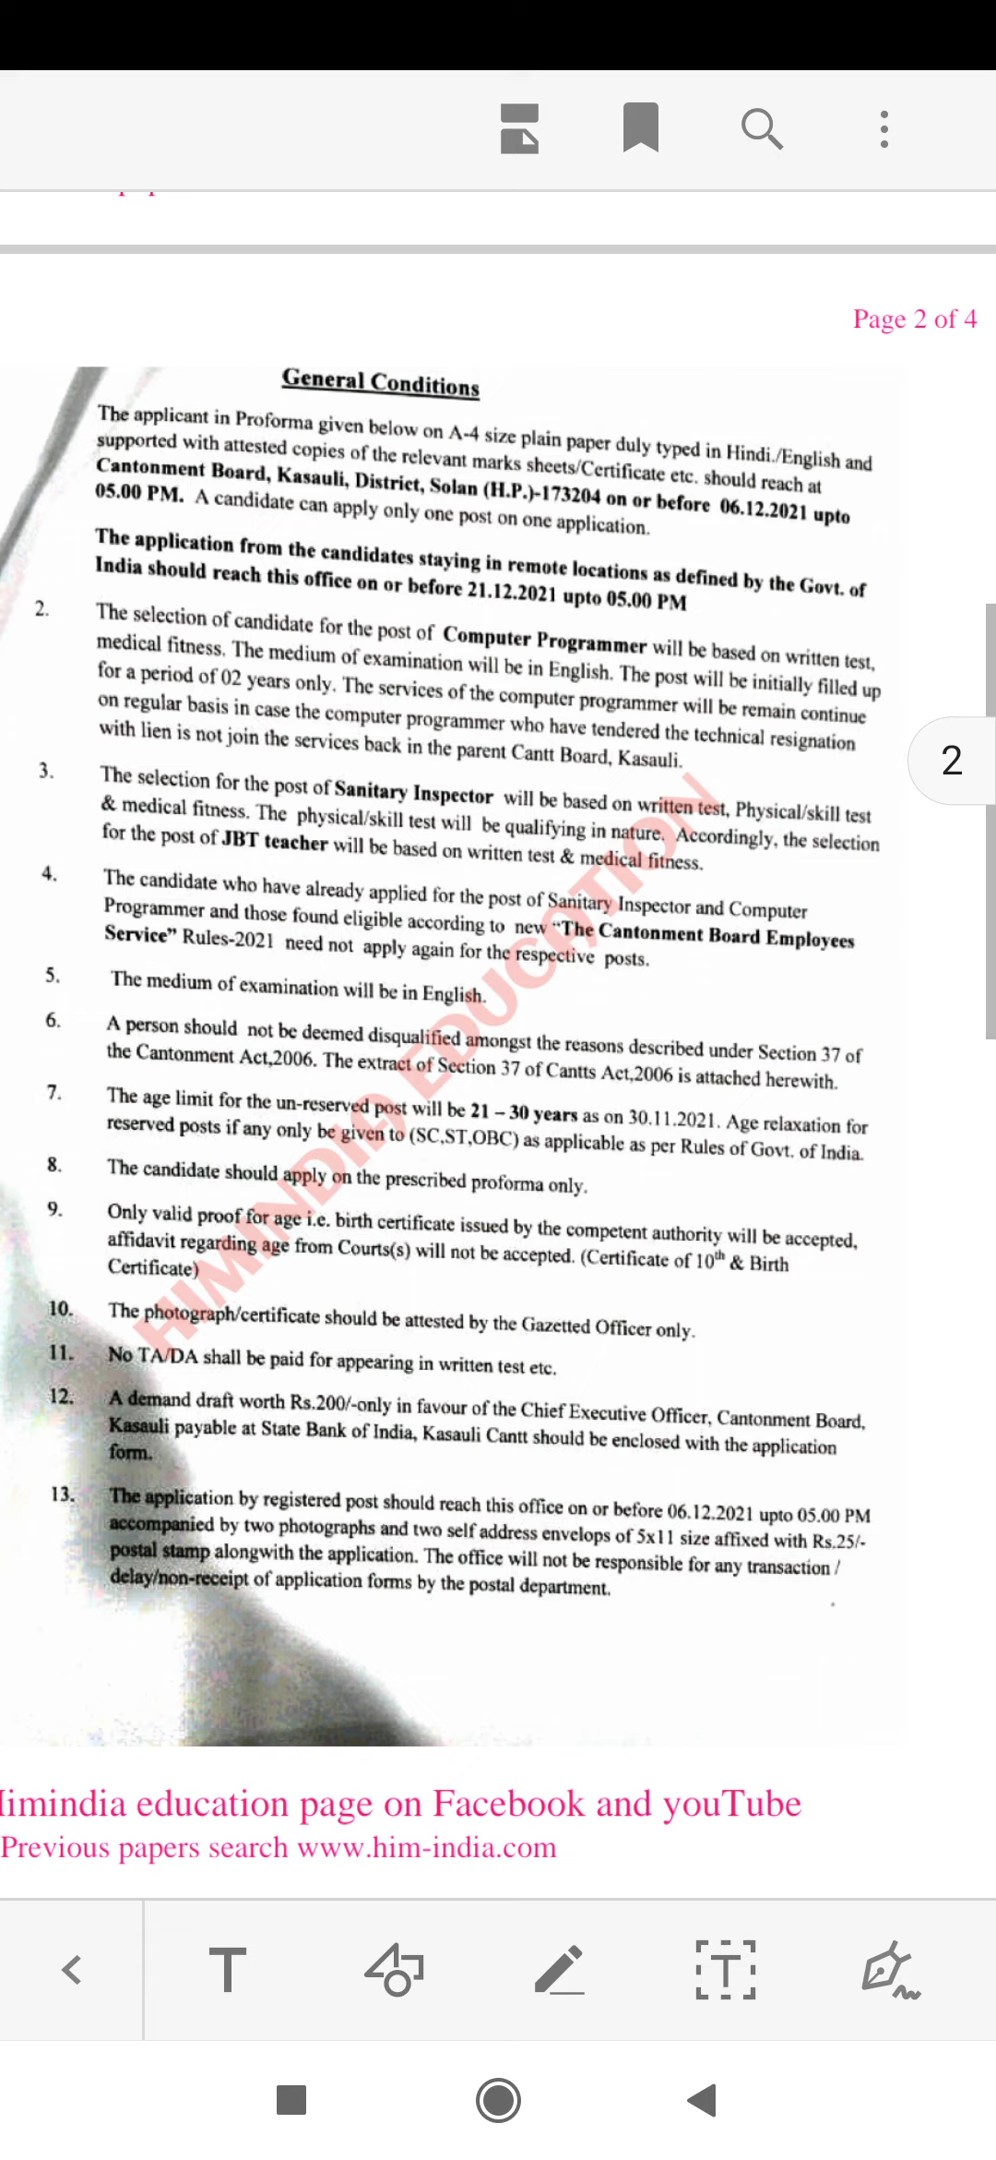 Page 2 of 4
General Conditions
The applicant in Proforma given below on A-4 size plain paper duly typed in Hindi./English and
supported with attested copies of the relevant marks sheets/Certificate etc. should reach at
Cantonment Board, Kasauli, District, Solan (H.P.)-173204 on or before 06.12.2021 upto
05.00 PM. A candidate can apply only one post on one application.
The application from the candidates staying in remote locations as defined by the Govt. of
India should reach this office on or before 21.12.2021 upto 05.00 PM
2. The selection of candidate for the post of Computer Programmer will be based on written test,
medical fitness. The medium of examination will be in English. The post will be initially filled up
for a period of 02 years only. The services of the computer programmer will be remain continue
on regular basis in case the computer programmer who have tendered the technical resignation
with lien is not join the services back in the parent Cantt Board, Kasauli.
3. The selection for the post of Sanitary Inspector will be based on written test, Physical/skill test
& medical fitness. The physical/skill test will be qualifying in nature. Accordingly, the selection
for the post of JBT teacher will be based on written test & medical fitness.
4. The candidate who have already applied for the post of Sanitary Inspector and Computer
Programmer and those found eligible according to new "The Cantonment Board Employees
Service" Rules-2021 need not apply again for the respective posts.
5. The medium of examination will be in English.
6. A person should not be deemed disqualified amongst the reasons described under Section 37 of
the Cantonment Act,2006. The extract of Section 37 of Cantts Act,2006 is attached herewith.
7. The age limit for the un-reserved post will be 21 – 30 years as on 30.11.2021. Age relaxation for
reserved posts if any only be given to (SC,ST,OBC) as applicable as per Rules of Govt. of India.
8. The candidate should apply on the prescribed proforma only.
9. Only valid proof for age i.e. birth certificate issued by the competent authority will be accepted,
affidavit regarding age from Courts(s) will not be accepted. (Certificate of 10th & Birth
Certificate)
10. The photograph/certificate should be attested by the Gazetted Officer only.
11. No TA/DA shall be paid for appearing in written test etc.
12. A demand draft worth Rs.200/-only in favour of the Chief Executive Officer, Cantonment Board,
Kasauli payable at State Bank of India, Kasauli Cantt should be enclosed with the application
form.
13. The application by registered post should reach this office on or before 06.12.2021 upto 05.00 PM
accompanied by two photographs and two self address envelops of 5x11 size affixed with Rs.25/-
postal stamp alongwith the application. The office will not be responsible for any transaction /
delay/non-receipt of application forms by the postal department.
HIMINDIA EDUCATION
2
Himindia education page on Facebook and youTube
Previous papers search www.him-india.com
T
T